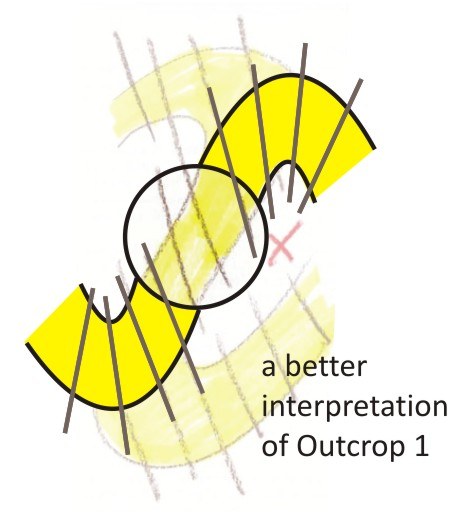 a better
interpretation
of Outcrop 1